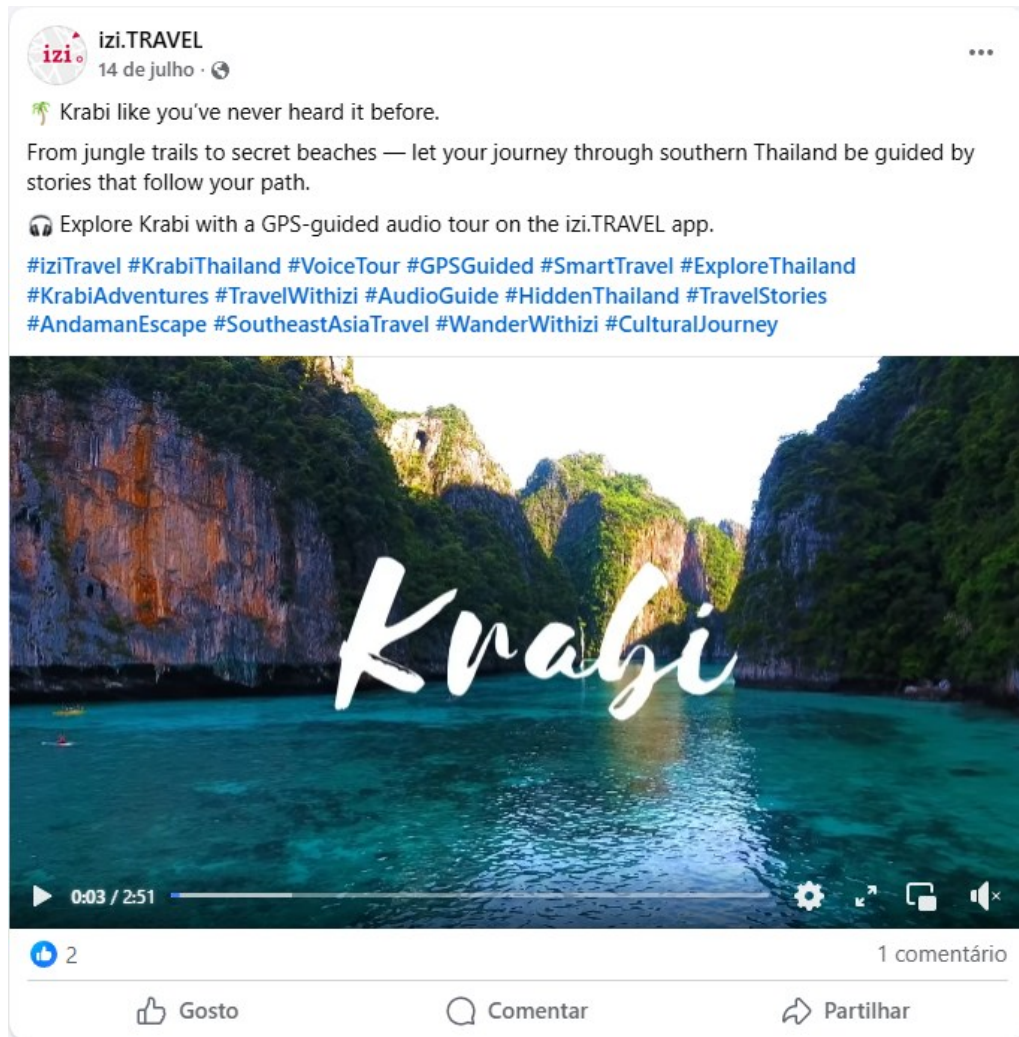 izi.TRAVEL
14 de julho ·
Krabi like you've never heard it before.
From jungle trails to secret beaches — let your journey through southern Thailand be guided by
stories that follow your path.
Explore Krabi with a GPS-guided audio tour on the izi.TRAVEL app.
#iziTravel #KrabiThailand #VoiceTour #GPSGuided #SmartTravel #ExploreThailand
#KrabiAdventures #TravelWithizi #AudioGuide #HiddenThailand #TravelStories
#AndamanEscape #SoutheastAsiaTravel #WanderWithizi #CulturalJourney
Krabi
0:03 / 2:51
2
1 comentário
Gosto
Comentar
Partilhar
izi